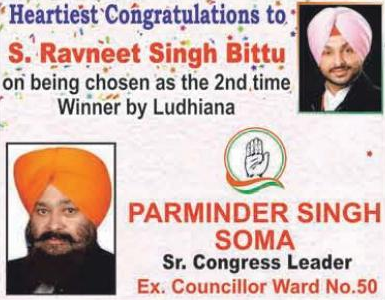 Heartiest Congratulations to
S. Ravneet Singh Bittu
on being chosen as the 2nd time
Winner by Ludhiana
PARMINDER SINGH
SOMA
Sr. Congress Leader
Ex. Councillor Ward No.50